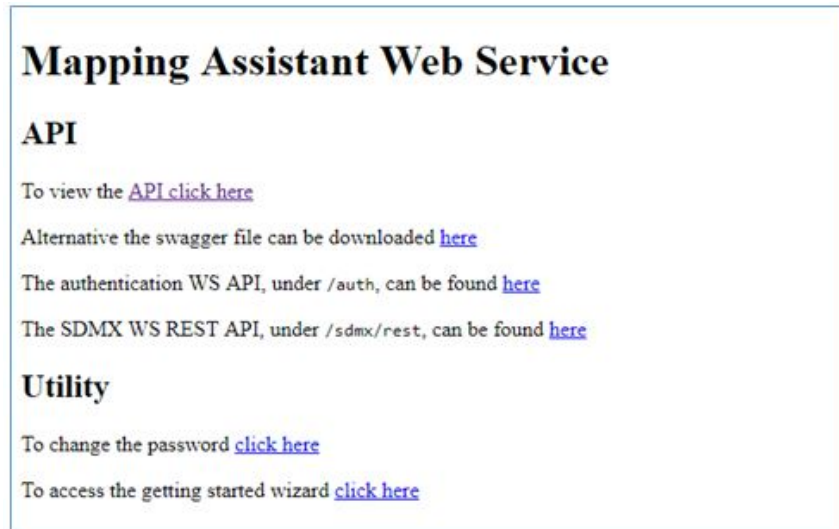 Mapping Assistant Web Service
API
To view the API click here
Alternative the swagger file can be downloaded here
The authentication WS API, under /auth, can be found here
The SDMX WS REST API, under /sdmx/rest, can be found here
Utility
To change the password click here
To access the getting started wizard click here